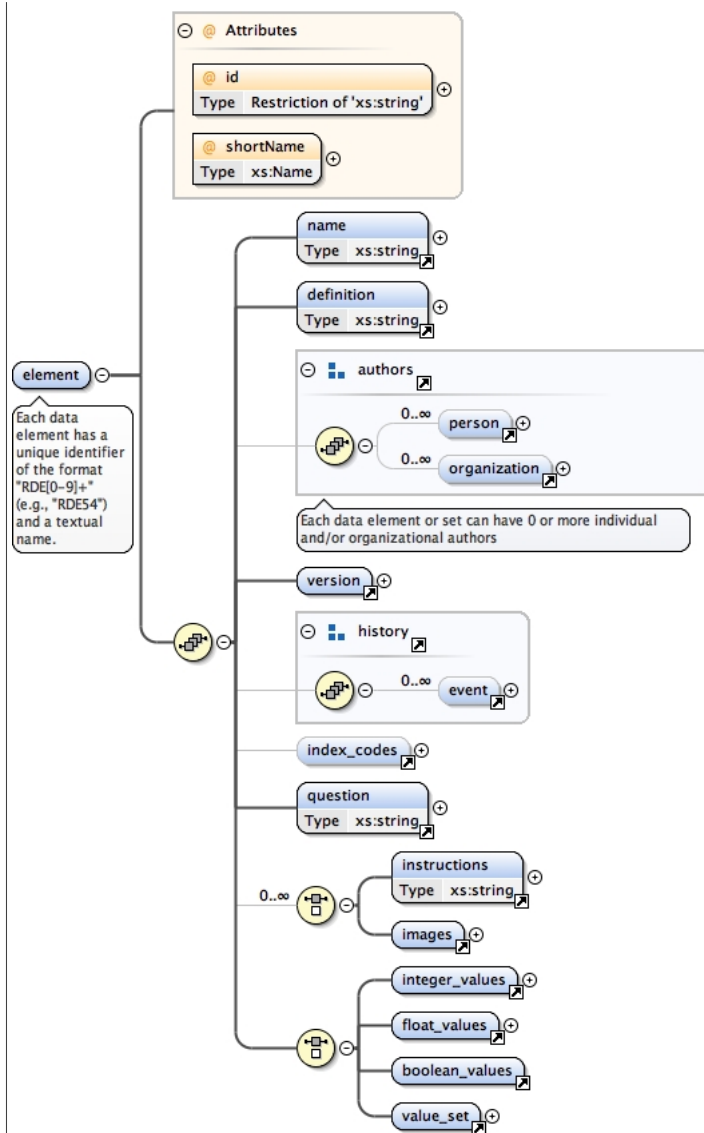 @ Attributes
@ id
Type Restriction of 'xs:string'
@ shortName
Type xs:Name
name
Type xs:string
definition
Type xs:string
element
Each data
element has a
unique identifier
of the format
"RDE[0-9]+"
(e.g., "RDE54")
and a textual
name.
authors
0..∞
person
0..∞
organization
Each data element or set can have 0 or more individual
and/or organizational authors
version
history
0..∞
event
index_codes
question
Type xs:string
0..∞
instructions
Type xs:string
images
integer_values
float_values
boolean_values
value_set